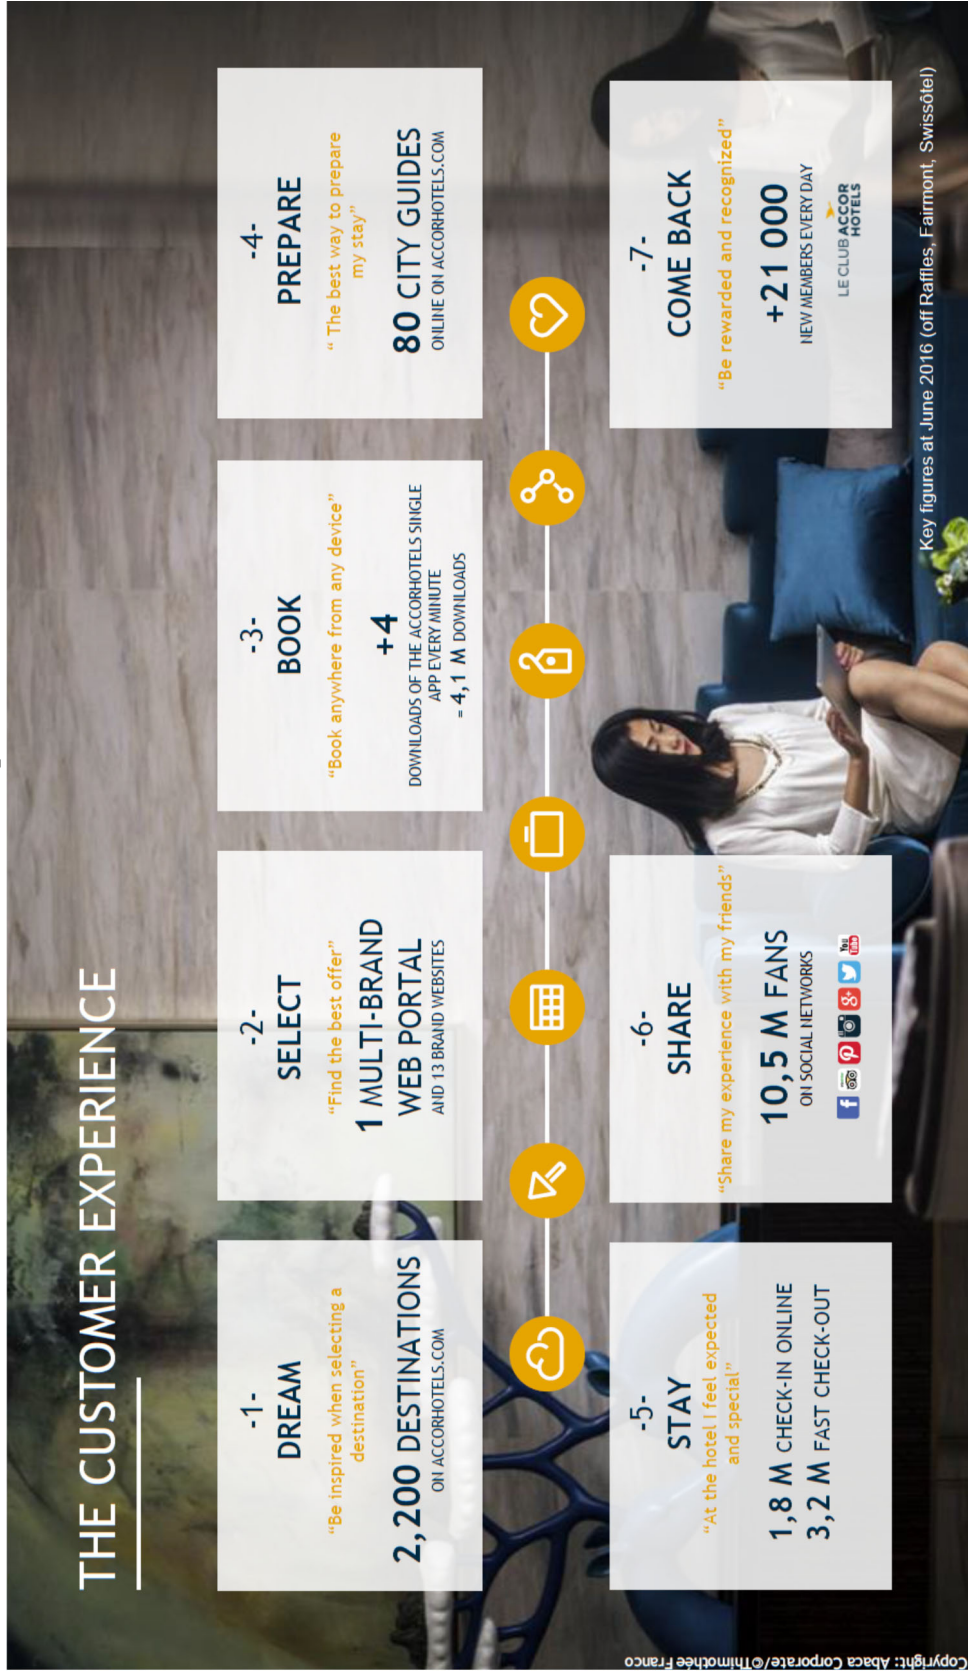 THE CUSTOMER EXPERIENCE
-1-
DREAM
“Be inspired when selecting a
destination”
2,200 DESTINATIONS
ON ACCORHOTELS.COM
-2-
SELECT
“Find the best offer”
1 MULTI-BRAND
WEB PORTAL
AND 13 BRAND WEBSITES
-3-
BOOK
“Book anywhere from any device”
+4
DOWNLOADS OF THE ACCORHOTELS SINGLE
APP EVERY MINUTE
= 4,1 M DOWNLOADS
-4-
PREPARE
“ The best way to prepare
my stay”
80 CITY GUIDES
ONLINE ON ACCORHOTELS.COM
-5-
STAY
“At the hotel I feel expected
and special”
1,8 M CHECK-IN ONLINE
3,2 M FAST CHECK-OUT
-6-
SHARE
“Share my experience with my friends”
10,5 M FANS
ON SOCIAL NETWORKS
You
Tube
-7-
COME BACK
“Be rewarded and recognized”
+21 000
NEW MEMBERS EVERY DAY
LE CLUB ACCOR
HOTELS
Key figures at June 2016 (off Raffles, Fairmont, Swissôtel)
Copyright: Abaca Corporate/©Thimothée Franco